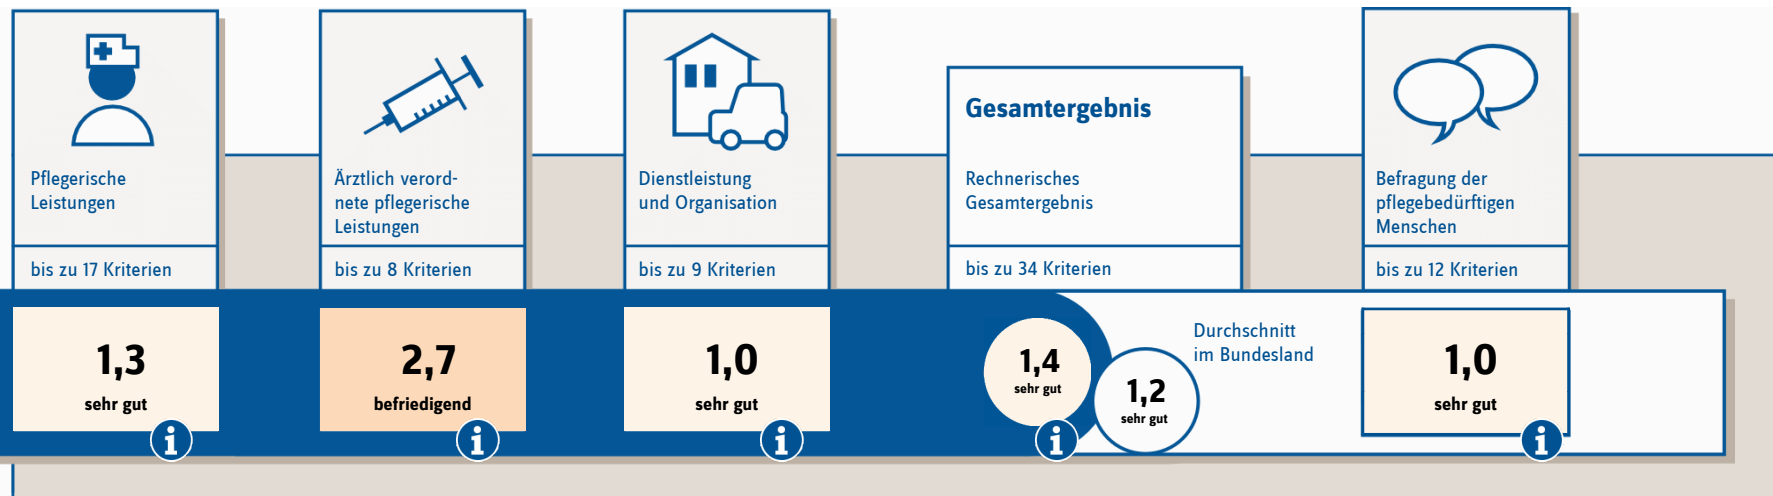 Pflegerische
Leistungen
bis zu 17 Kriterien
1,3
sehr gut
i
Ärztlich verord-
nete pflegerische
Leistungen
bis zu 8 Kriterien
2,7
befriedigend
i
Dienstleistung
und Organisation
bis zu 9 Kriterien
1,0
sehr gut
i
Gesamtergebnis
Rechnerisches
Gesamtergebnis
bis zu 34 Kriterien
1,4
sehr gut
i
1,2
sehr gut
Durchschnitt
im Bundesland
Befragung der
pflegebedürftigen
Menschen
bis zu 12 Kriterien
1,0
sehr gut
i